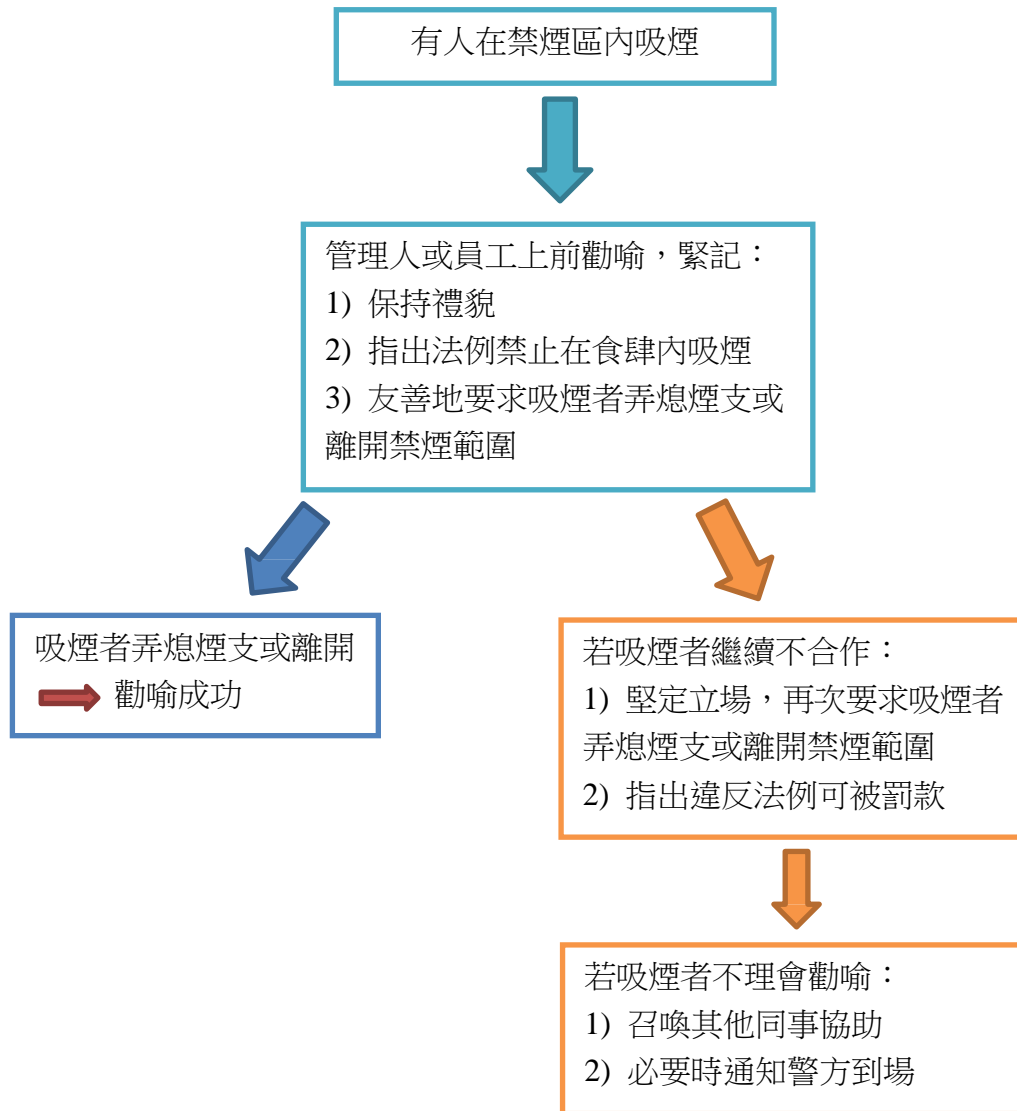 有人在禁煙區內吸煙
管理人或員工上前勸喻，緊記：
1) 保持禮貌
2) 指出法例禁止在食肆內吸煙
3) 友善地要求吸煙者弄熄煙支或
離開禁煙範圍
吸煙者弄熄煙支或離開
勸喻成功
若吸煙者繼續不合作：
1) 堅定立場，再次要求吸煙者
弄熄煙支或離開禁煙範圍
2) 指出違反法例可被罰款
若吸煙者不理會勸喻：
1) 召喚其他同事協助
2) 必要時通知警方到場